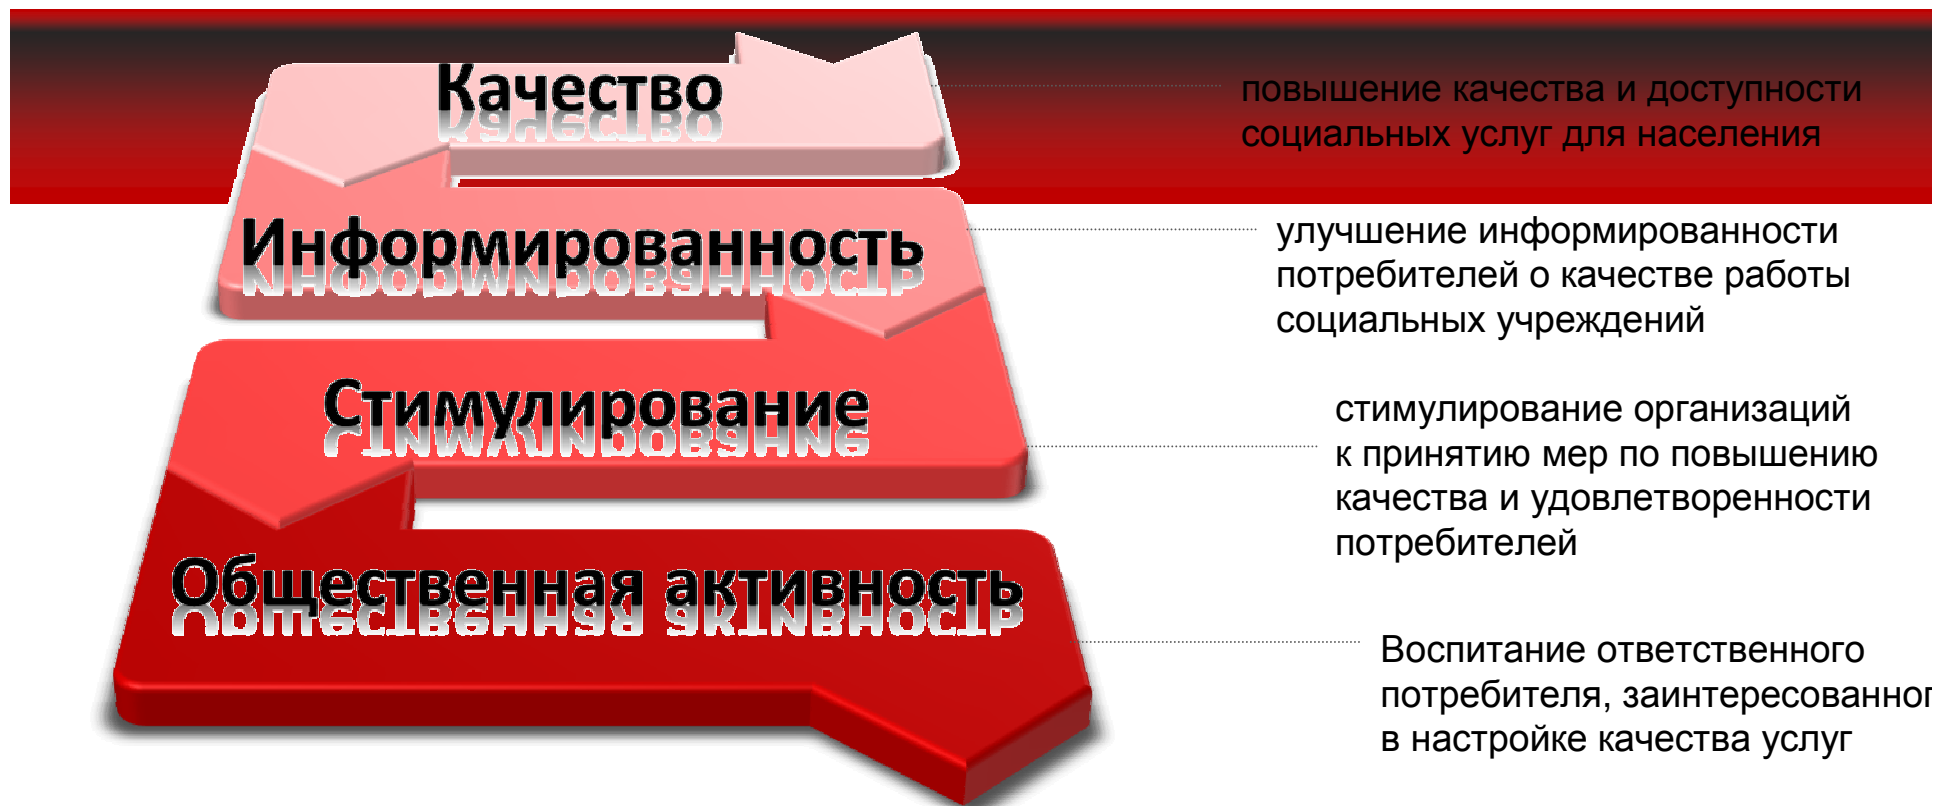 Качество
повышение качества и доступности
социальных услуг для населения
Информированность
улучшение информированности
потребителей о качестве работы
социальных учреждений
Стимулирование
стимулирование организаций
к принятию мер по повышению
качества и удовлетворенности
потребителей
Общественная активность
Воспитание ответственного
потребителя,
в настройке качества услуг